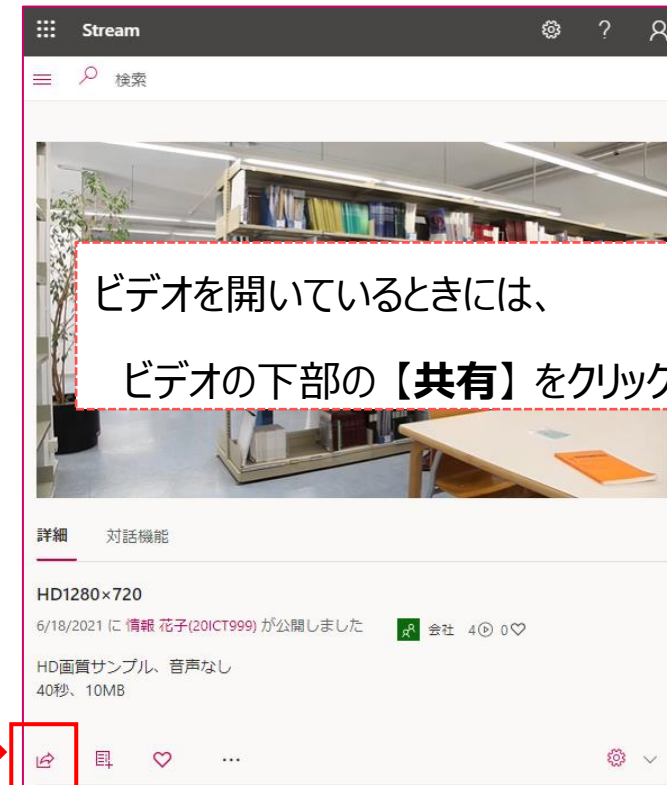 Stream
検索
ビデオを開いているときには、
ビデオの下部の【共有】をクリック
詳細 対話機能
HD1280×720
6/18/2021 に 情報 花子(20ICT999) が公開しました 会社 4 0
HD画質サンプル、音声なし
40秒、10MB